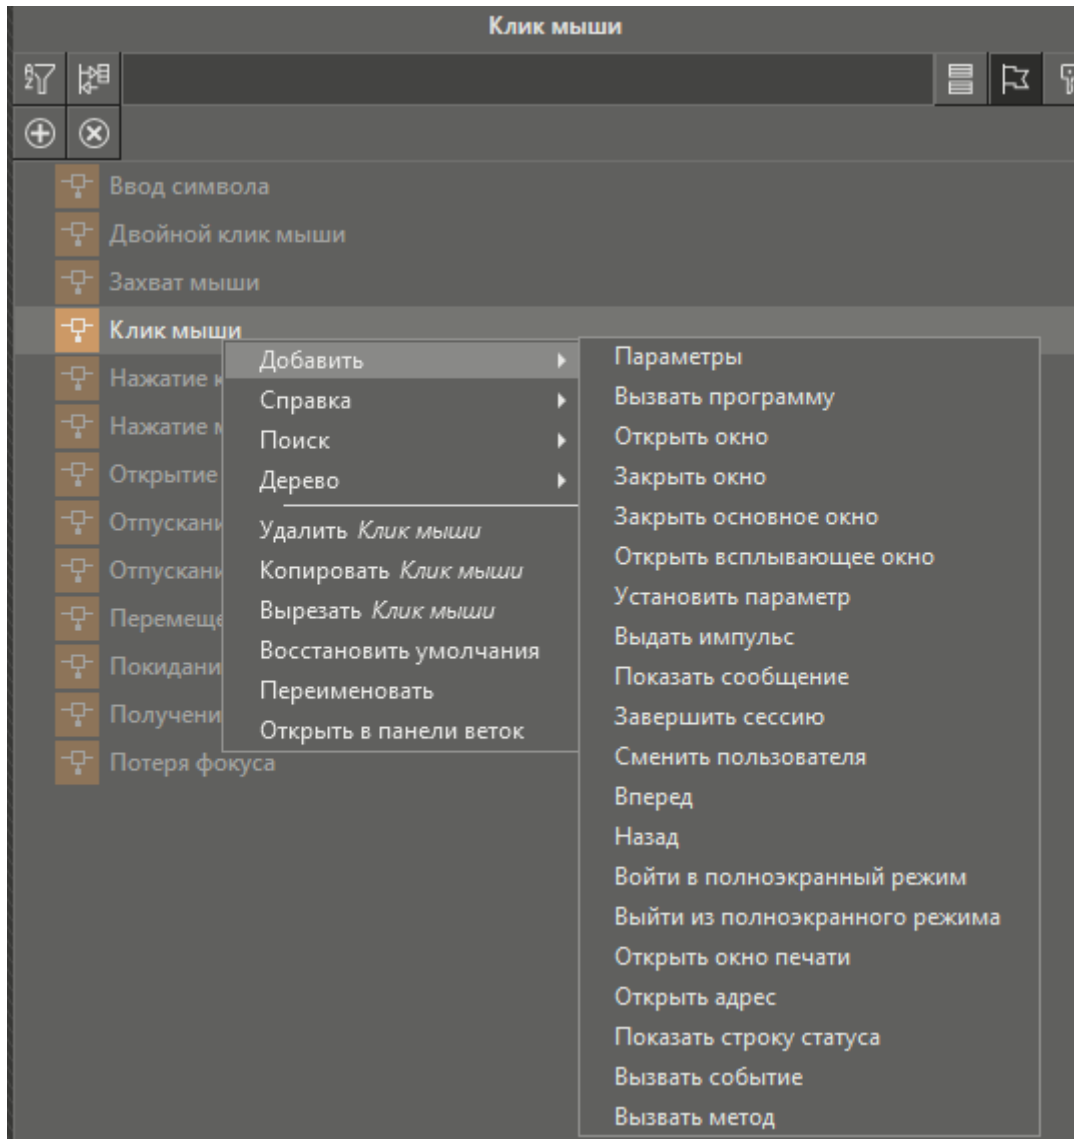 Клик мыши
Ввод символа
Двойной клик мыши
Захват мыши
Клик мыши
Нажатие
Нажатие
Открытие
Потеря фокуса
Добавить
Справка
Поиск
Дерево
Удалить Клик мыши
Копировать Клик мыши
Вырезать Клик мыши
Восстановить умолчания
Переименовать
Открыть в панели веток
Параметры
Вызвать программу
Открыть окно
Закрыть окно
Закрыть основное окно
Открыть всплывающее окно
Установить параметр
Выдать импульс
Показать сообщение
Завершить сессию
Сменить пользователя
Вперед
Назад
Войти в полноэкранный режим
Выйти из полноэкранного режима
Открыть окно печати
Открыть адрес
Показать строку статуса
Вызвать событие
Вызвать метод